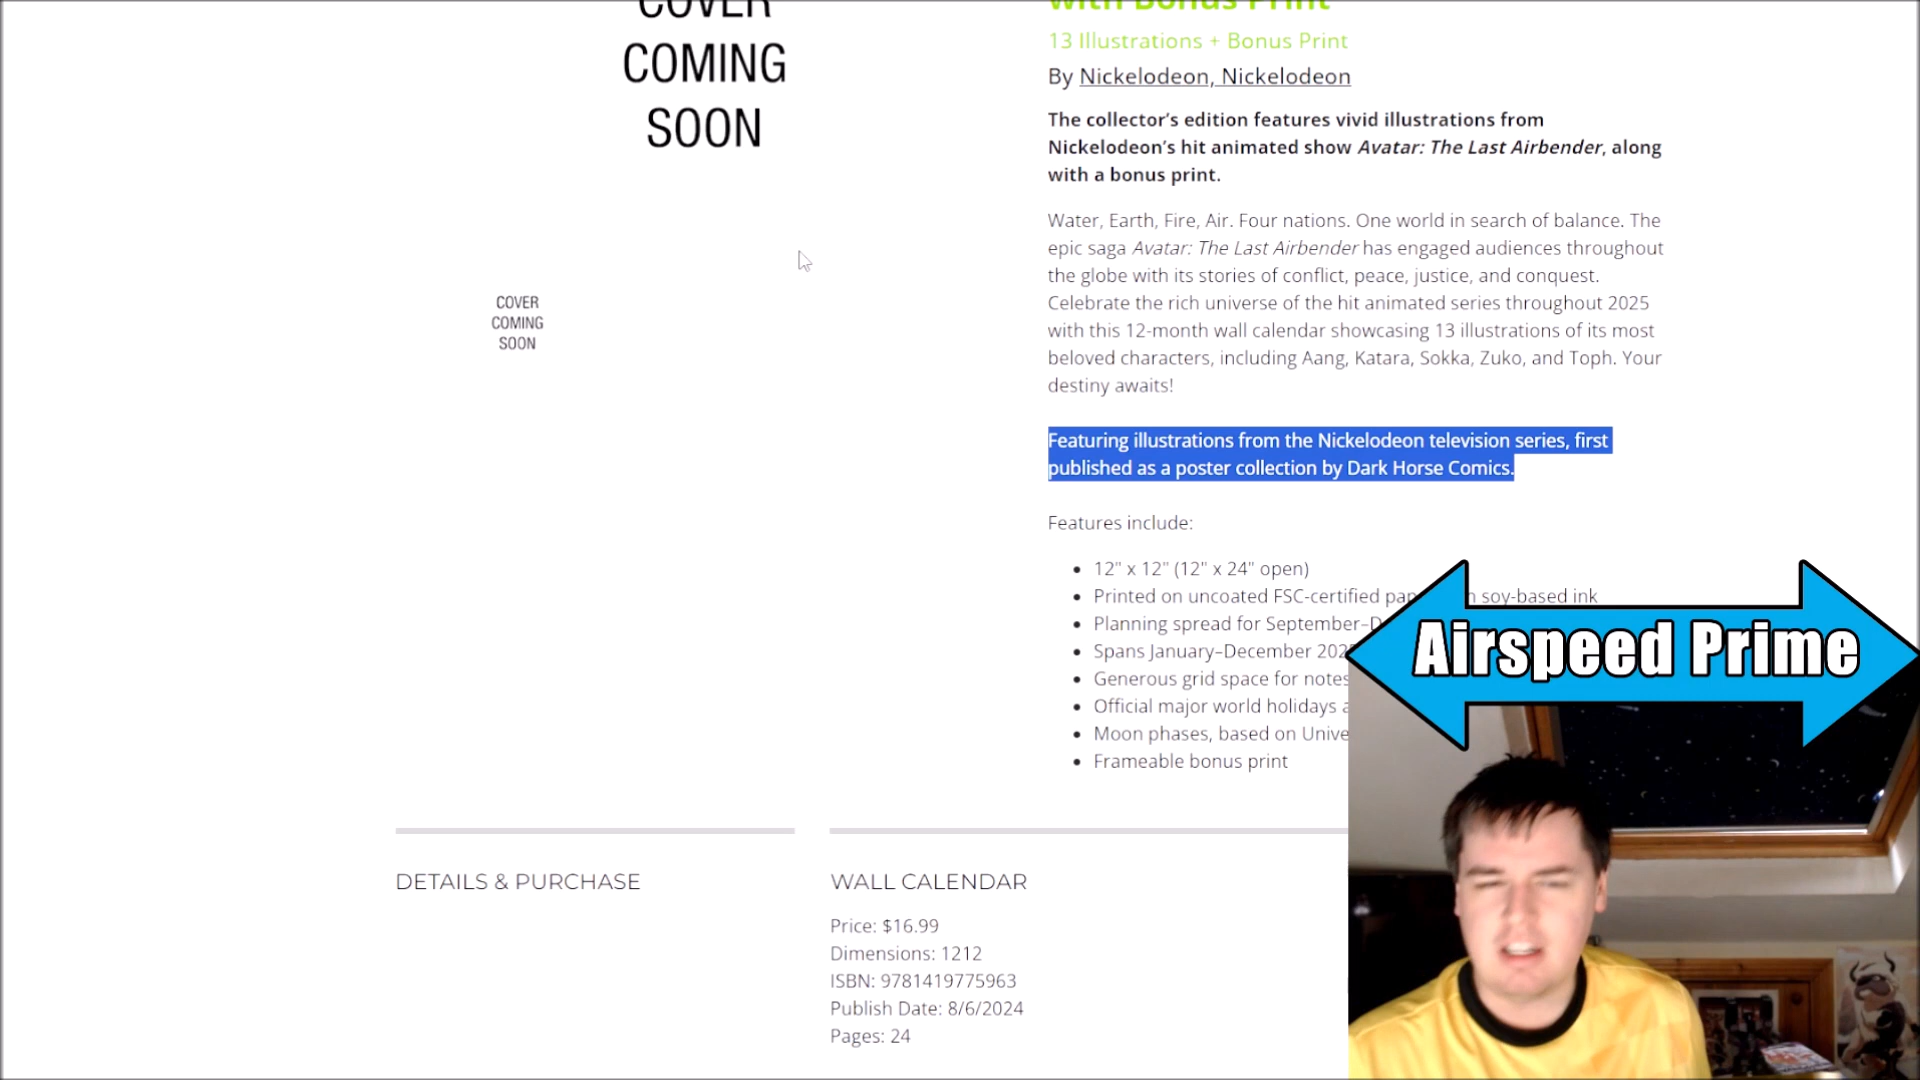 COVER
COMING
SOON
COVER
COMING
SOON
with Bonus Print
13 Illustrations + Bonus Print
By Nickelodeon, Nickelodeon
The collector's edition features vivid illustrations from
Nickelodeon's hit animated show Avatar: The Last Airbender, along
with a bonus print.
Water, Earth, Fire, Air. Four nations. One world in search of balance. The
epic saga Avatar: The Last Airbender has engaged audiences throughout
the globe with its stories of conflict, peace, justice, and conquest.
Celebrate the rich universe of the hit animated series throughout 2025
with this 12-month wall calendar showcasing 13 illustrations of its most
beloved characters, including Aang, Katara, Sokka, Zuko, and Toph. Your
destiny awaits!
Featuring illustrations from the Nickelodeon television series, first
published as a poster collection by Dark Horse Comics.
Features include:
12" x 12" (12" x 24" open)
Printed on uncoated FSC-certified soy-based ink
Planning spread for September–
Spans January–December
Generous grid space for notes
Official major world holidays
Moon phases, based on
Frameable bonus print
Airspeed Prime
DETAILS & PURCHASE
WALL CALENDAR
Price: $16.99
Dimensions: 1212
ISBN: 9781419775963
Publish Date: 8/6/2024
Pages: 24